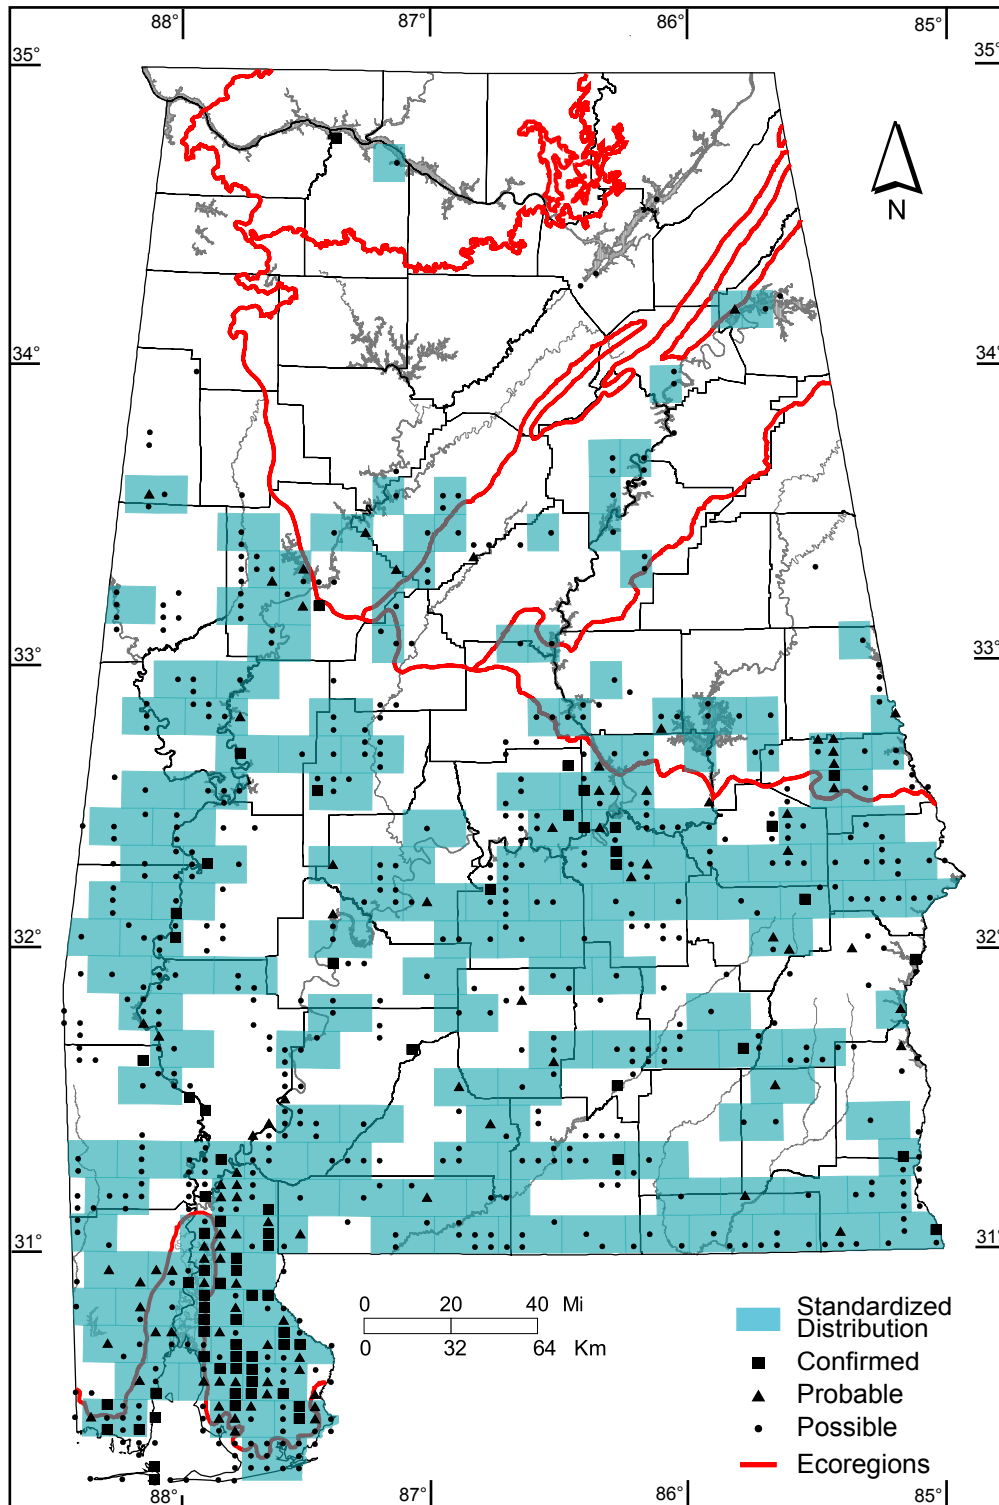 88° 87° 86° 85°
35° 35°
N
34° 34°
33° 33°
32° 32°
31° 31°
0 20 40 Mi
0 32 64 Km
Standardized
Distribution
Confirmed
Probable
Possible
Ecoregions
88° 87° 86° 85°